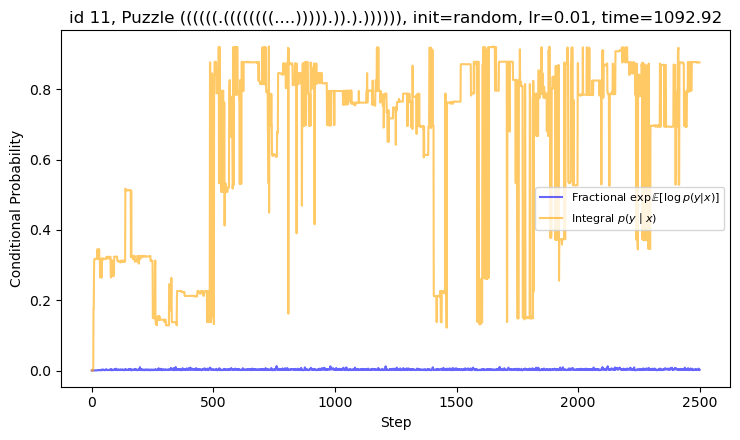 id 11, Puzzle ((((((.((((((((....))))).)).).)))))), init=random, lr=0.01, time=1092.92
Conditional Probability
0.8
0.6
0.4
0.2
0.0
Fractional exp𝔼[log p(y|x)]
Integral p(y | x)
0 500 1000 1500 2000 2500
Step